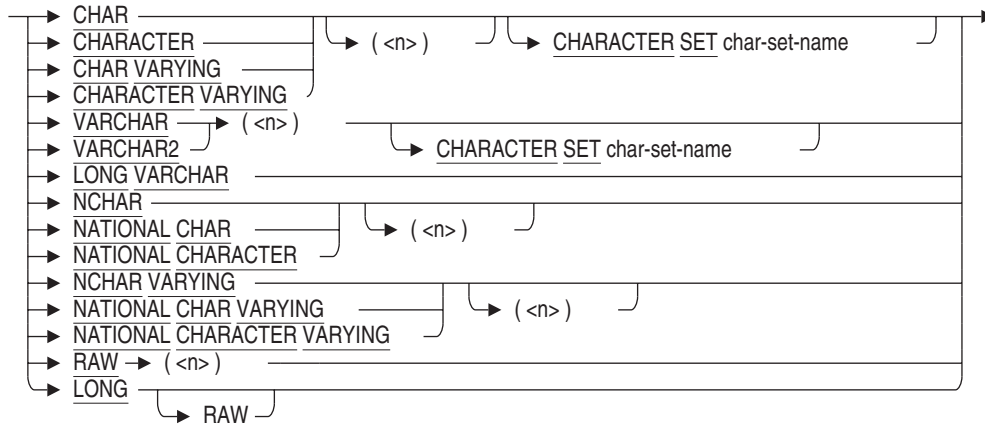 CHAR
CHARACTER ( <n> ) CHARACTER SET char-set-name
CHAR VARYING
CHARACTER VARYING
VARCHAR ( <n> )
VARCHAR2 CHARACTER SET char-set-name
LONG VARCHAR
NCHAR
NATIONAL CHAR ( <n> )
NATIONAL CHARACTER
NCHAR VARYING
NATIONAL CHAR VARYING ( <n> )
NATIONAL CHARACTER VARYING
RAW ( <n> )
LONG
RAW